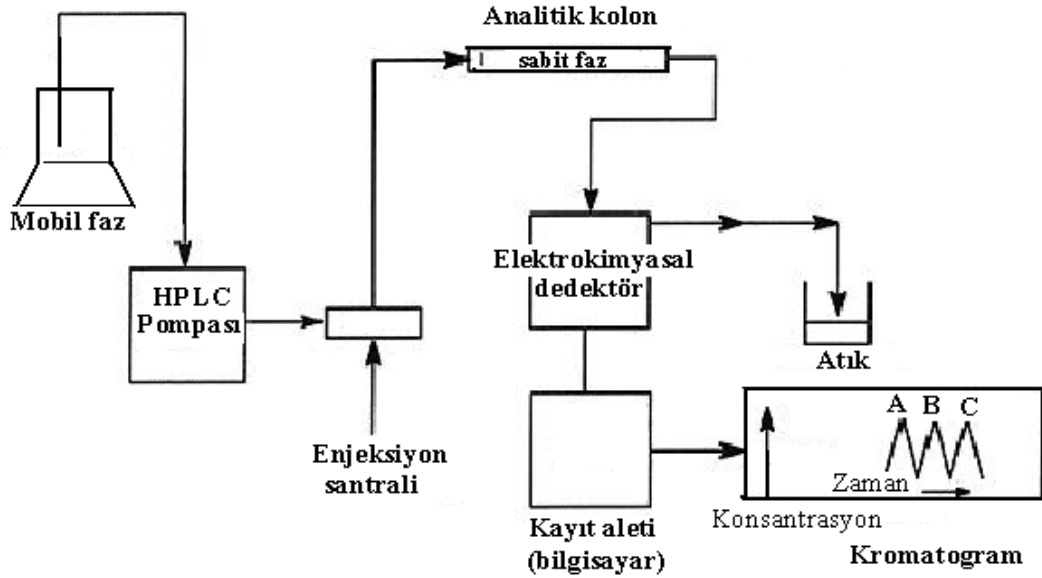 Analitik kolon
sabit faz
Mobil faz
HPLC
Pompası
Enjeksiyon
santrali
Elektrokimyasal
dedektör
Atık
Kayıt aleti
(bilgisayar)
A B C
Zaman
Konsantrasyon
Kromatogram